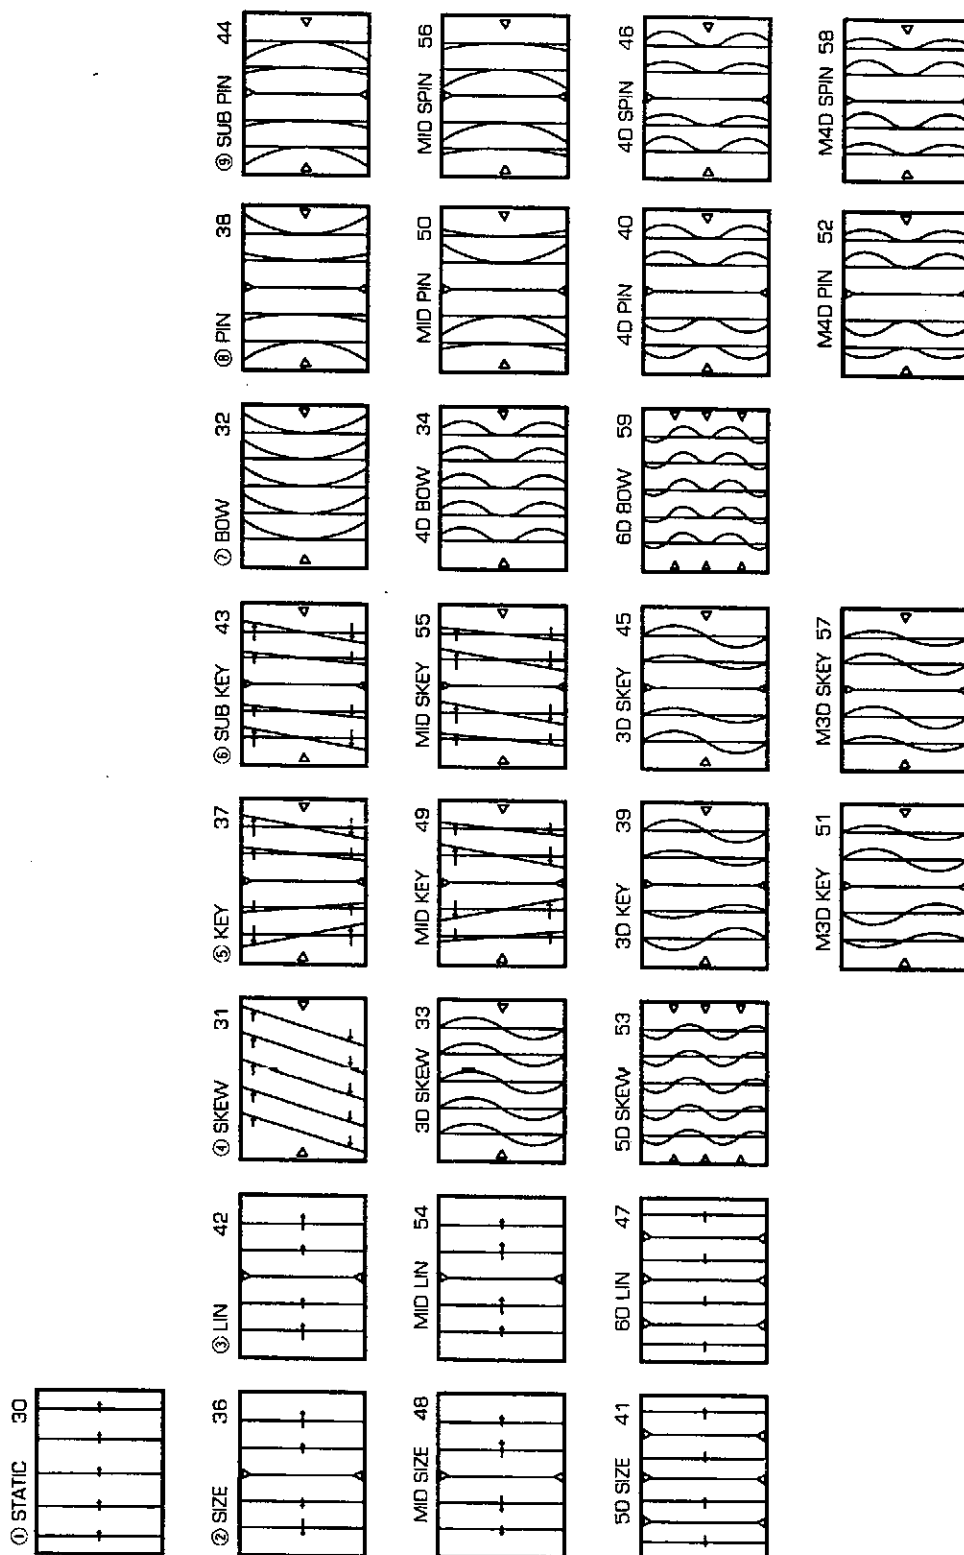 ① STATIC 30
② SIZE 36 ③ LIN 42 ④ SKEW 31 ⑤ KEY 37 ⑥ SUB KEY 43 ⑦ BOW 32 ⑧ PIN 38 ⑨ SUB PIN 44
MID SIZE 48 MID LIN 54 3D SKEW 33 MID KEY 49 MID SKEY 55 4D BOW 34 MID PIN 50 MID SPIN 56
5D SIZE 41 6D LIN 47 5D SKEW 53 3D KEY 39 3D SKEY 45 6D BOW 59 4D PIN 40 4D SPIN 46
M3D KEY 51 M3D SKEY 57 M4D PIN 52 M4D SPIN 58